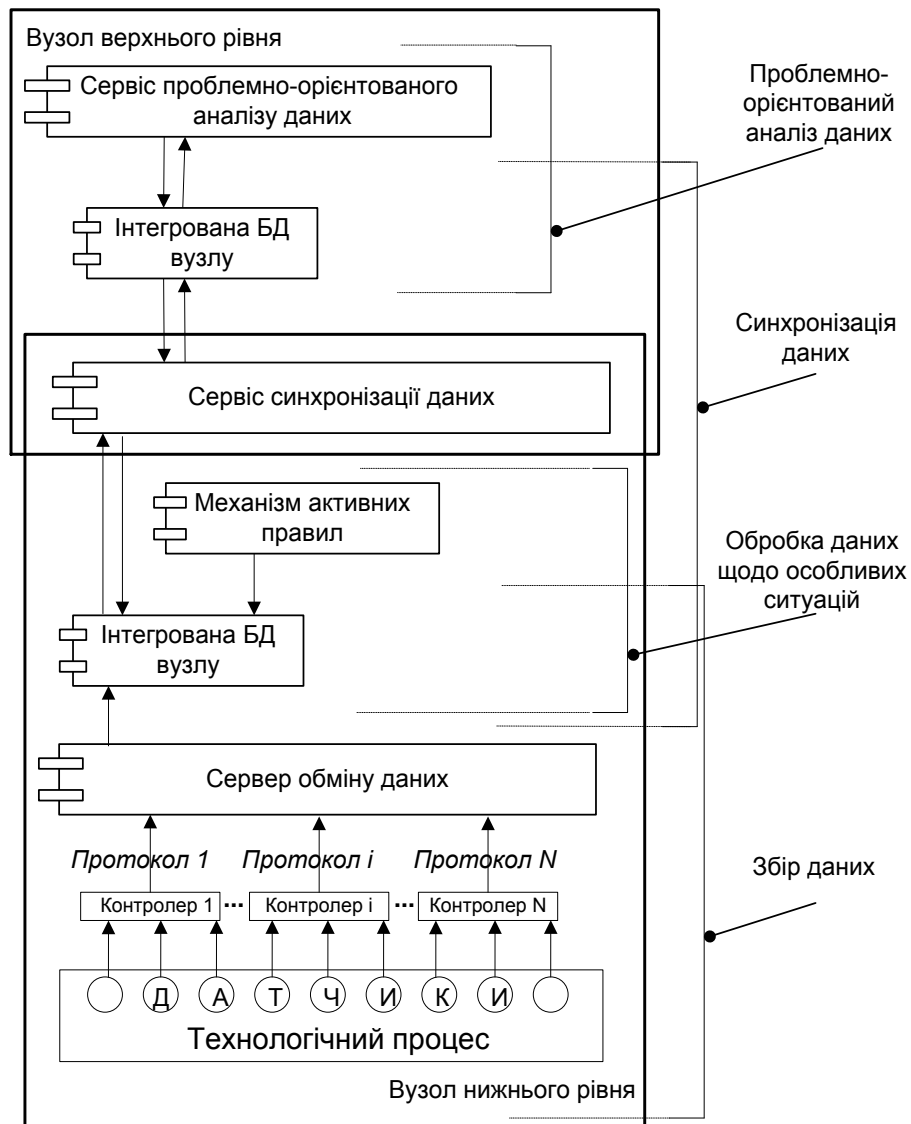 Вузол верхнього рівня
Сервіс проблемно-орієнтованого
аналізу даних
Проблемно-
орієнтований
аналіз даних
Інтегрована БД
вузлу
Синхронізація
даних
Сервіс синхронізації даних
Механізм активних
правил
Обробка даних
щодо особливих
ситуацій
Інтегрована БД
вузлу
Сервер обміну даних
Протокол 1 Протокол i Протокол N
Збір даних
Контролер 1 ... Контролер i ... Контролер N
Д А Т Ч И К И
Технологічний процес
Вузол нижнього рівня